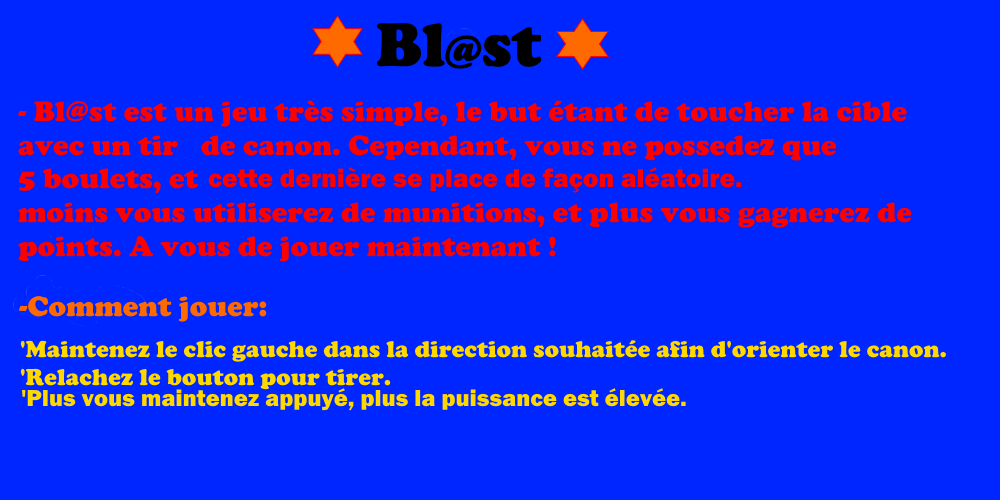 Bl@st
- Bl@st est un jeu très simple, le but étant de toucher la cible
avec un tir de canon. Cependant, vous ne possedez que
5 boulets, et cette dernière se place de façon aléatoire.
moins vous utiliserez de munitions, et plus vous gagnerez de
points. A vous de jouer maintenant !
-Comment jouer:
'Maintenez le clic gauche dans la direction souhaitée afin d'orienter le canon.
'Relachez le bouton pour tirer.
'Plus vous maintenez appuyé, plus la puissance est élevée.